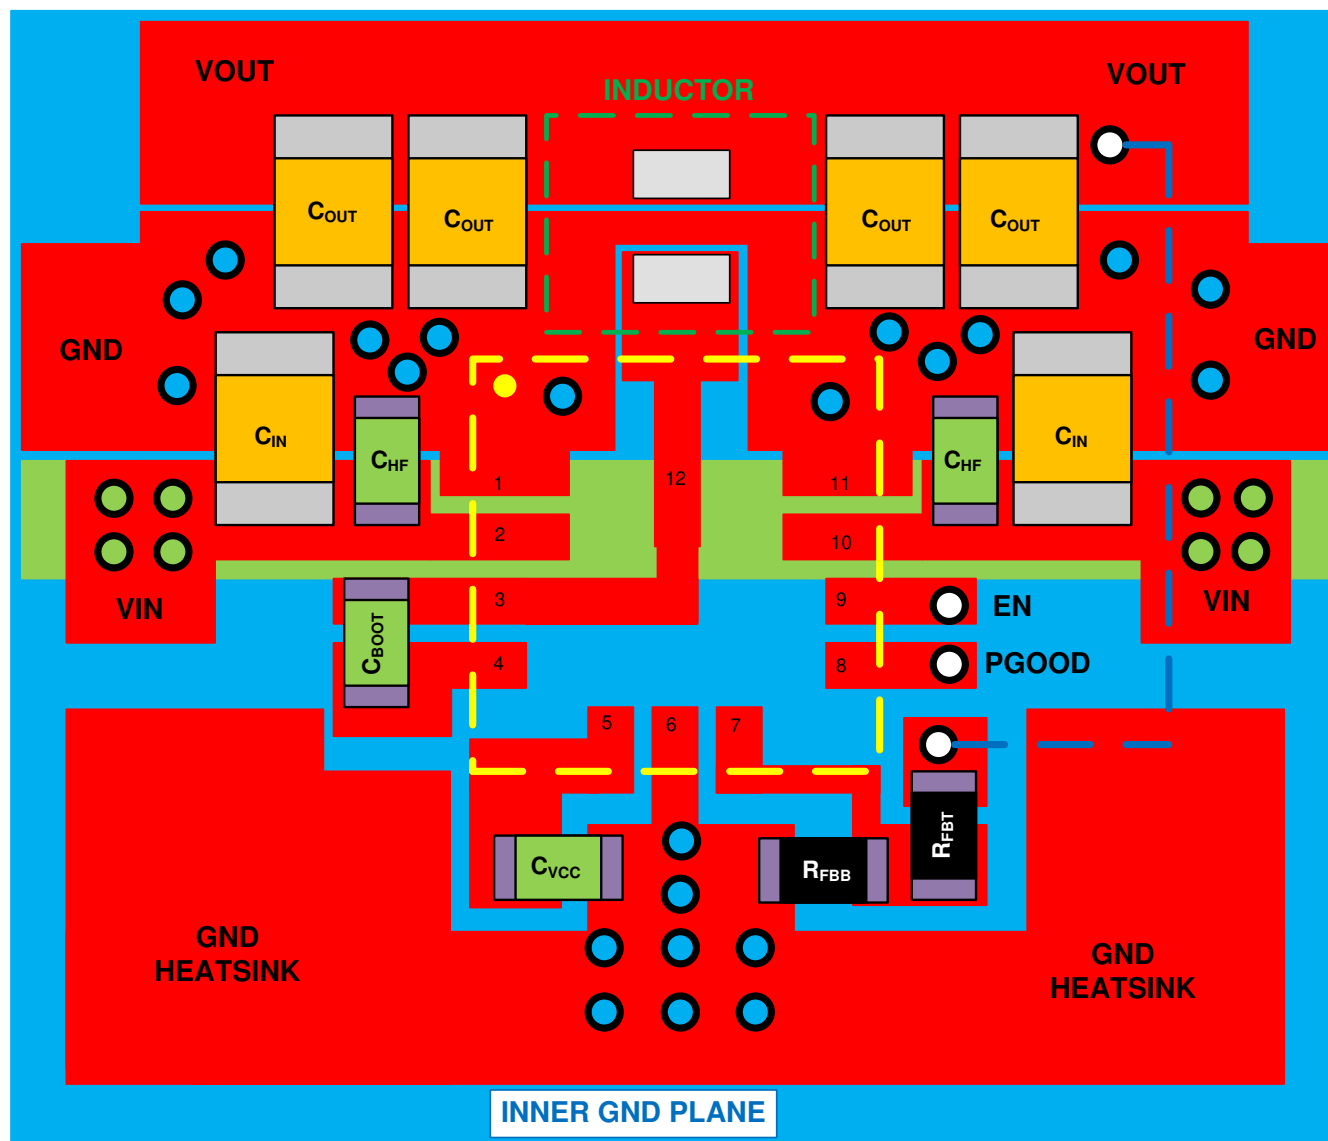 VOUT
VOUT
INDUCTOR
COUT
COUT
COUT
COUT
GND
GND
CIN
CHF
CHF
CIN
1
12
11
2
10
VIN
3
9
EN
VIN
CBOOT
4
8
PGOOD
5
6
7
CVCC
RFBB
RFBT
GND
HEATSINK
GND
HEATSINK
INNER GND PLANE